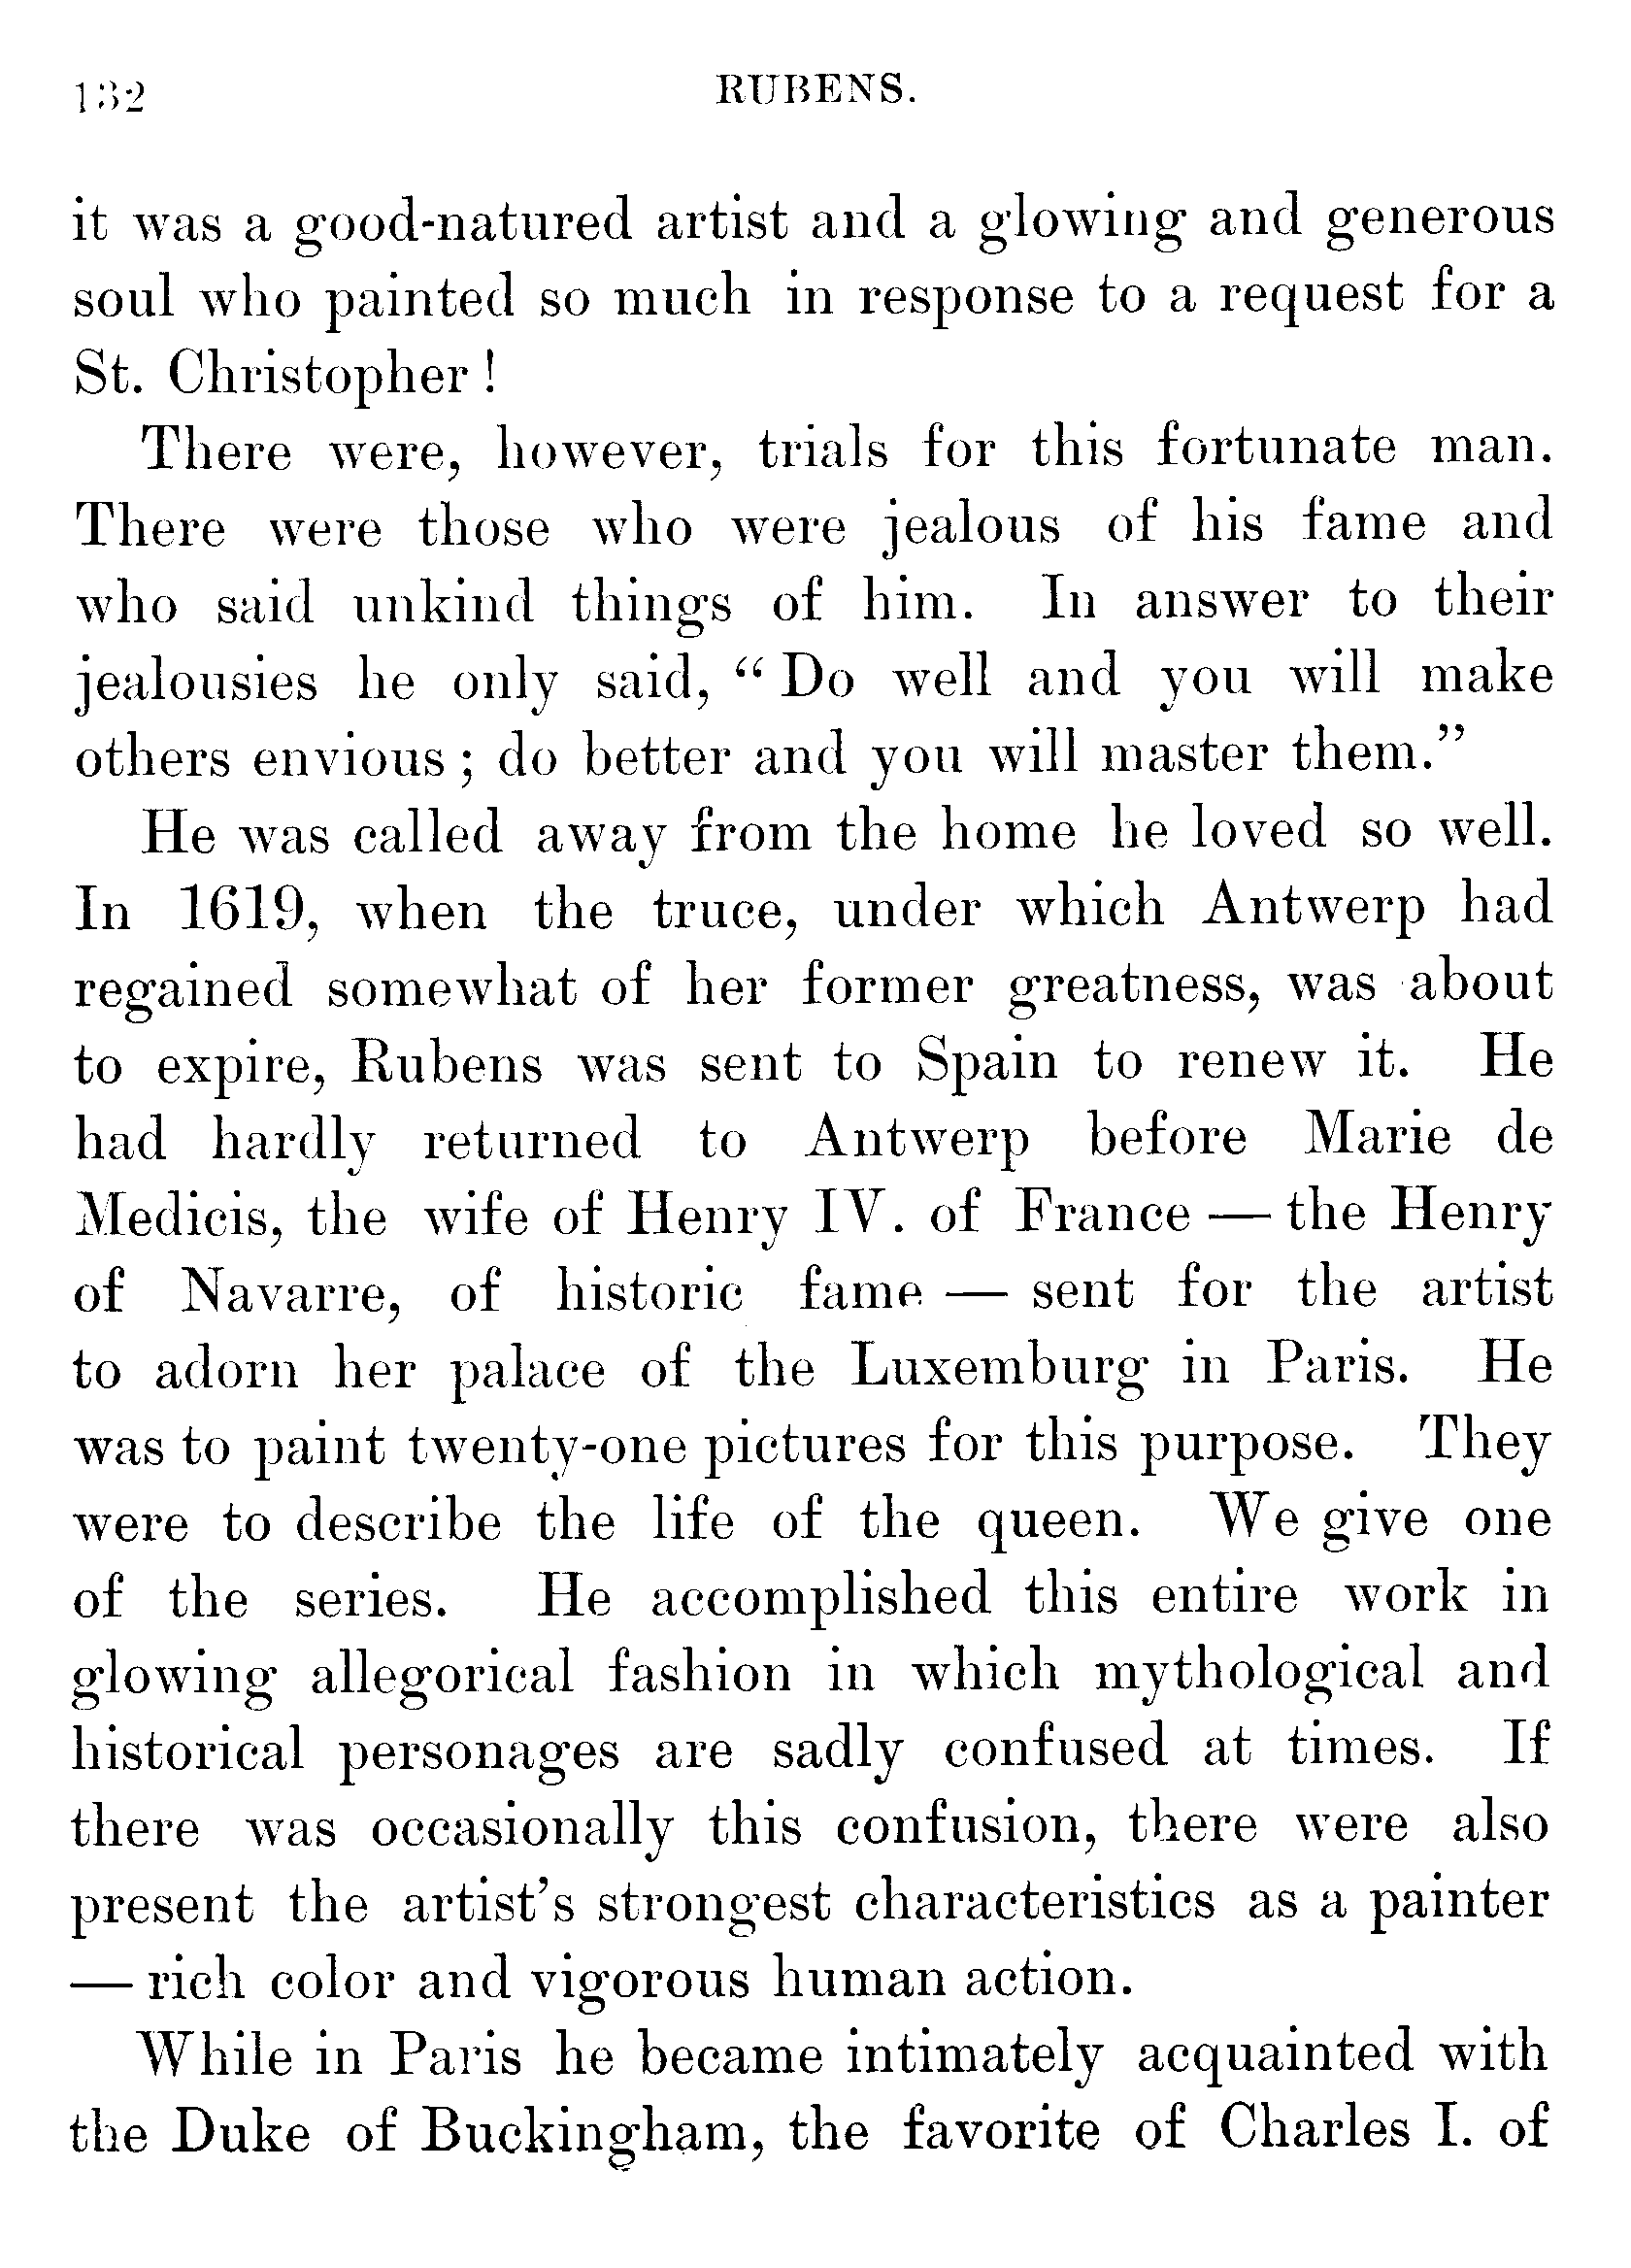 132
RUBENS.
it was a good-natured artist and a glowing and generous
soul who painted so much in response to a request for a
St. Christopher !
There were, however, trials for this fortunate man.
There were those who were jealous of his fame and
who said unkind things of him. In answer to their
jealousies he only said, “ Do well and you will make
others envious ; do better and you will master them.”
He was called away from the home he loved so well.
In 1619, when the truce, under which Antwerp had
regained somewhat of her former greatness, was about
to expire, Rubens was sent to Spain to renew it. He
had hardly returned to Antwerp before Marie de
Medicis, the wife of Henry IV. of France — the Henry
of Navarre, of historic fame — sent for the artist
to adorn her palace of the Luxemburg in Paris. He
was to paint twenty-one pictures for this purpose. They
were to describe the life of the queen. We give one
of the series. He accomplished this entire work in
glowing allegorical fashion in which mythological and
historical personages are sadly confused at times. If
there was occasionally this confusion, there were also
present the artist’s strongest characteristics as a painter
— rich color and vigorous human action.
While in Paris he became intimately acquainted with
the Duke of Buckingham, the favorite of Charles I. of